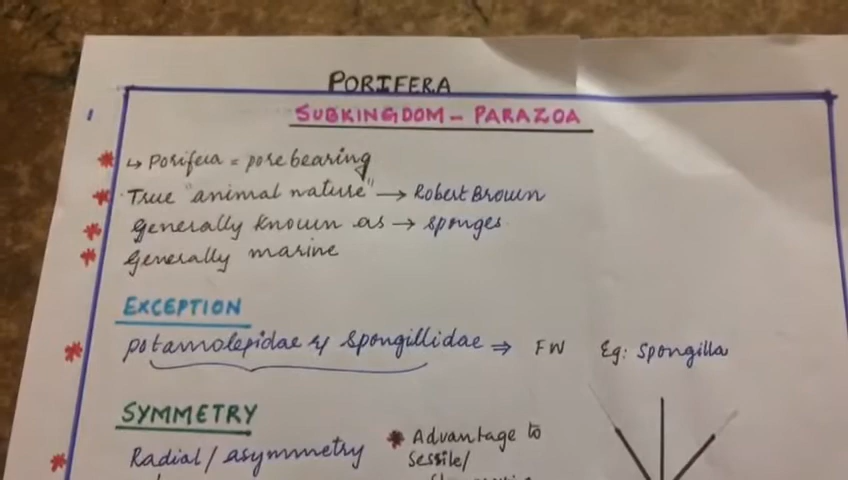 PORIFERA
SUBKINGDOM - PARAZOA
↳ Porifera = pore bearing
True "animal nature" → Robert Brown
Generally known as → sponges
Generally marine
EXCEPTION
potamolepidae & spongillidae ⇒ FW Eg: Spongilla
SYMMETRY
Radial / asymmetry
* Advantage to
Sessile/